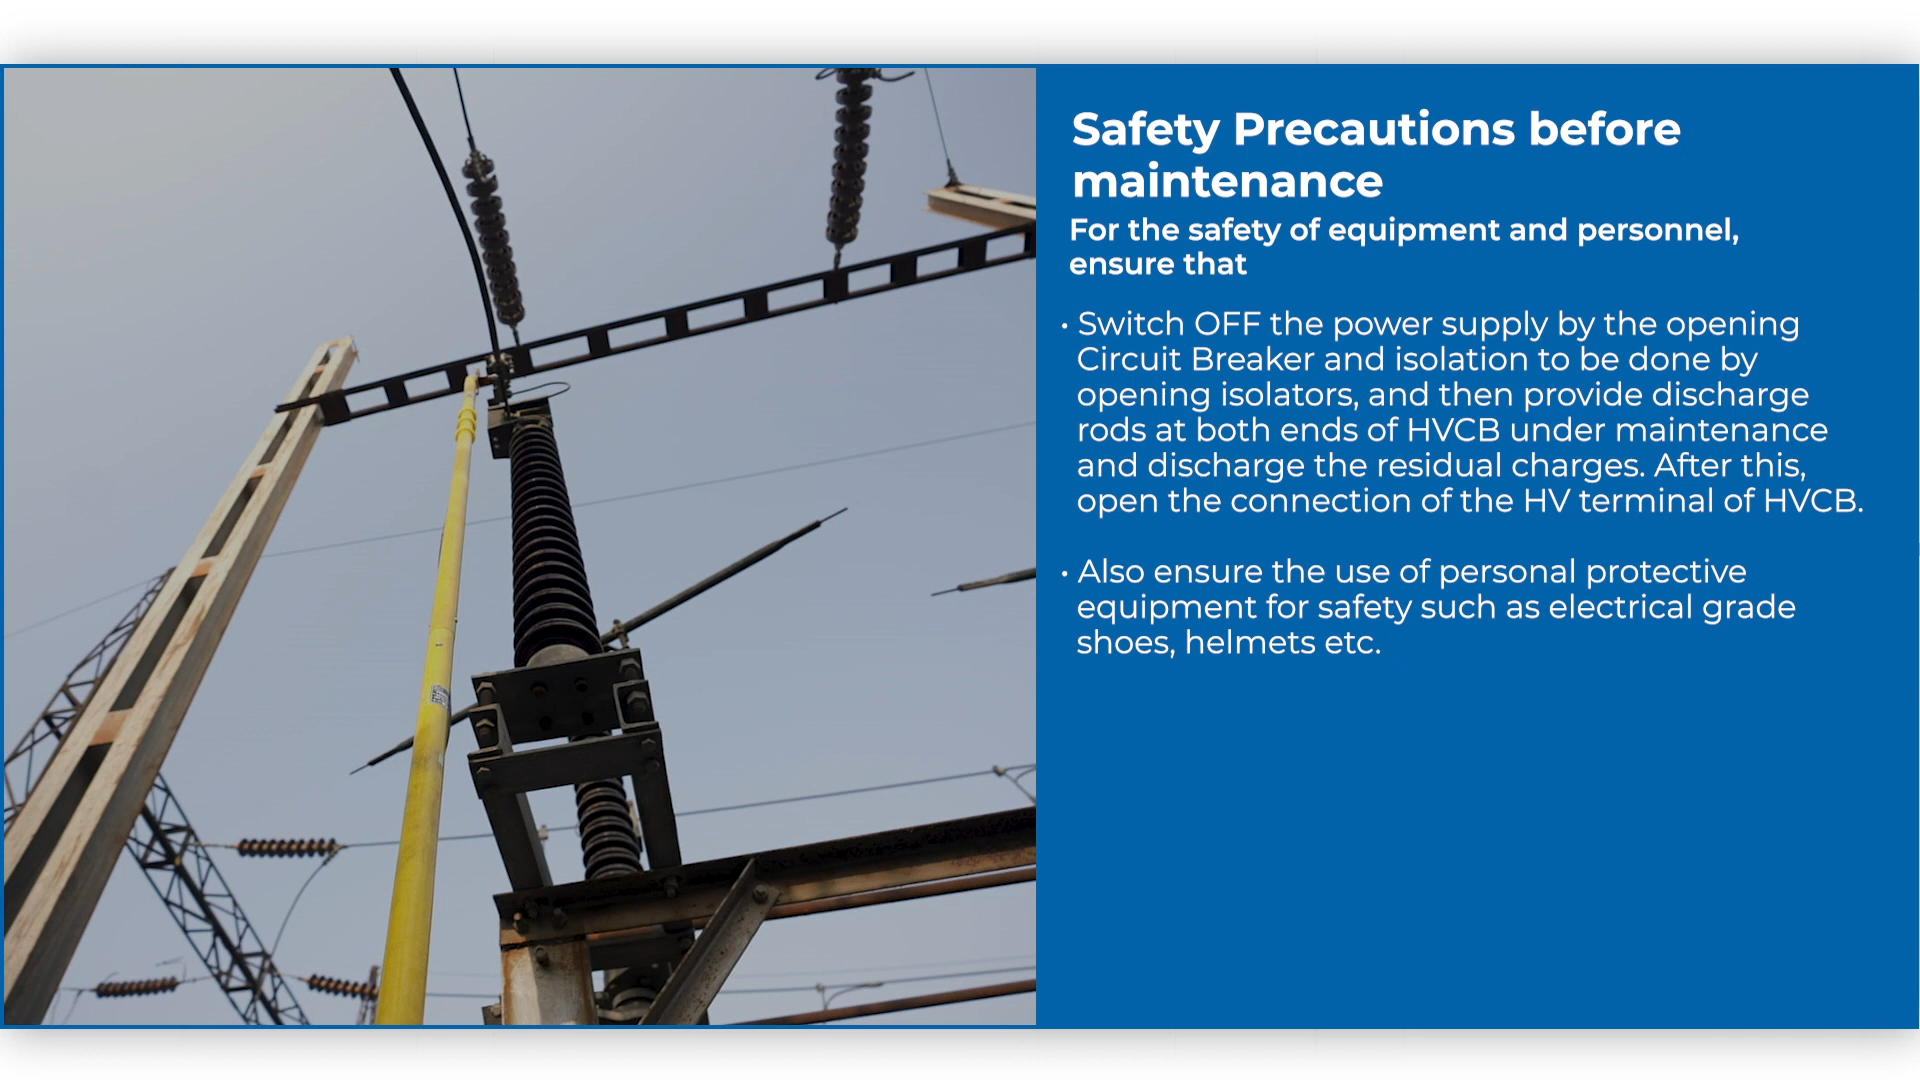 Safety Precautions before
maintenance
For the safety of equipment and personnel,
ensure that
• Switch OFF the power supply by the opening
Circuit Breaker and isolation to be done by
opening isolators, and then provide discharge
rods at both ends of HVCB under maintenance
and discharge the residual charges. After this,
open the connection of the HV terminal of HVCB.
• Also ensure the use of personal protective
equipment for safety such as electrical grade
shoes, helmets etc.